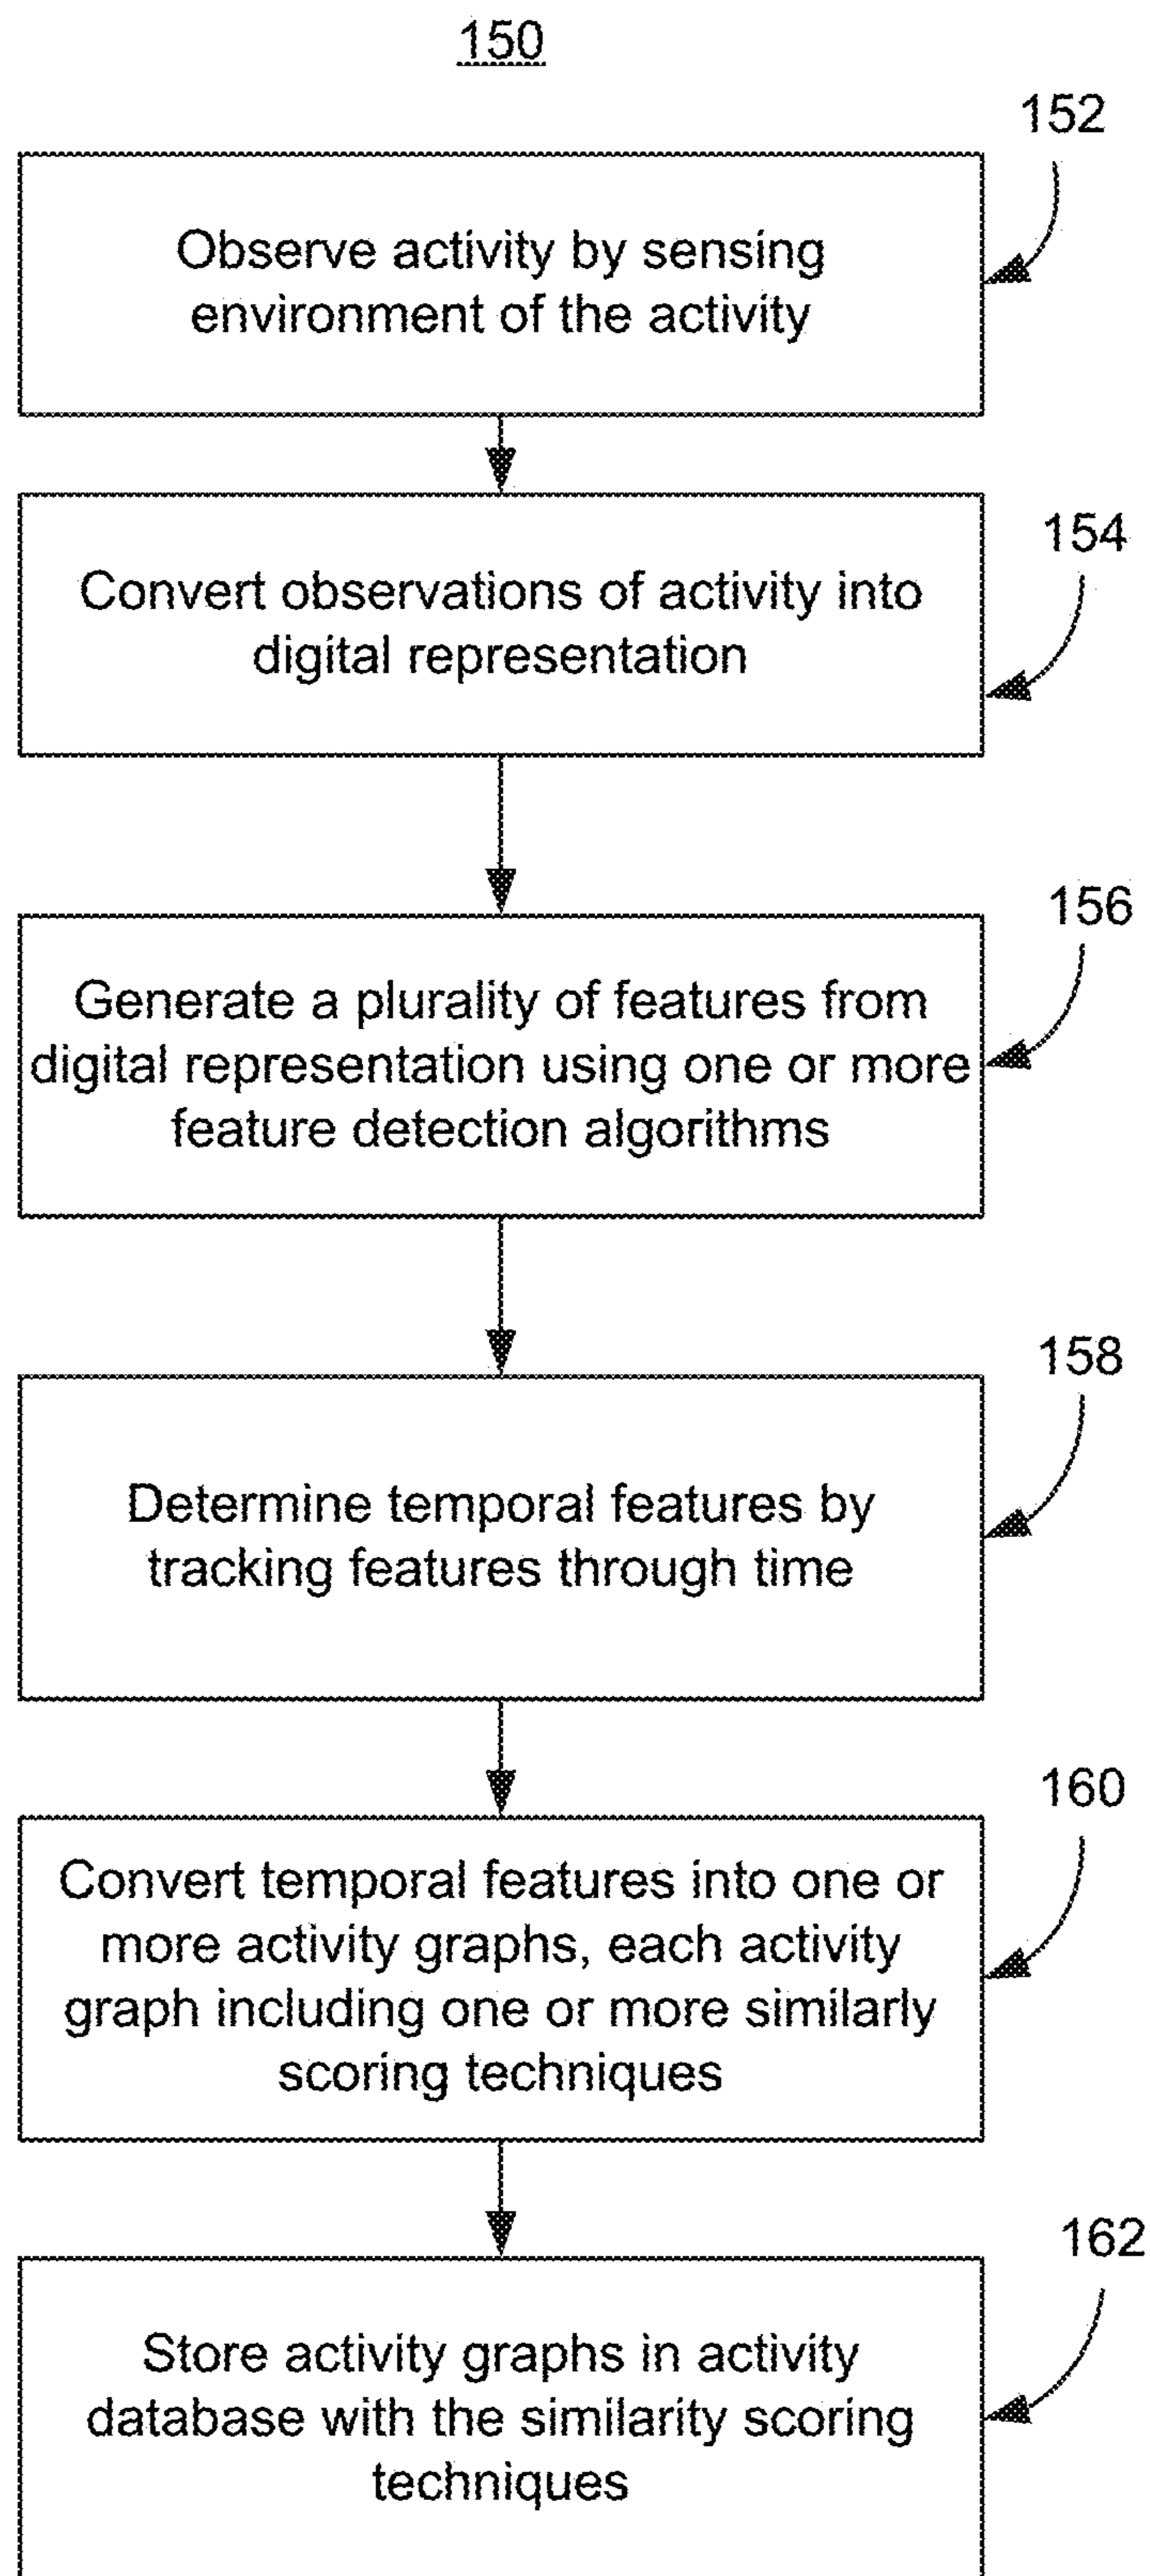 150
152
Observe activity by sensing
environment of the activity
154
Convert observations of activity into
digital representation
156
Generate a plurality of features from
digital representation using one or more
feature detection algorithms
158
Determine temporal features by
tracking features through time
160
Convert temporal features into one or
more activity graphs, each activity
graph including one or more similarly
scoring techniques
162
Store activity graphs in activity
database with the similarity scoring
techniques